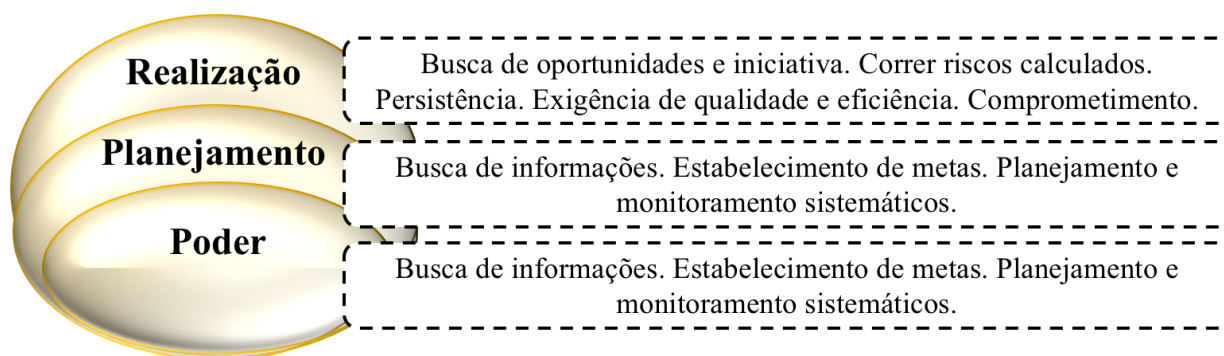 Realização
Busca de oportunidades e iniciativa. Correr riscos calculados.
Persistência. Exigência de qualidade e eficiência. Comprometimento.
Planejamento
Busca de informações. Estabelecimento de metas. Planejamento e
monitoramento sistemáticos.
Poder
Busca de informações. Estabelecimento de metas. Planejamento e
monitoramento sistemáticos.